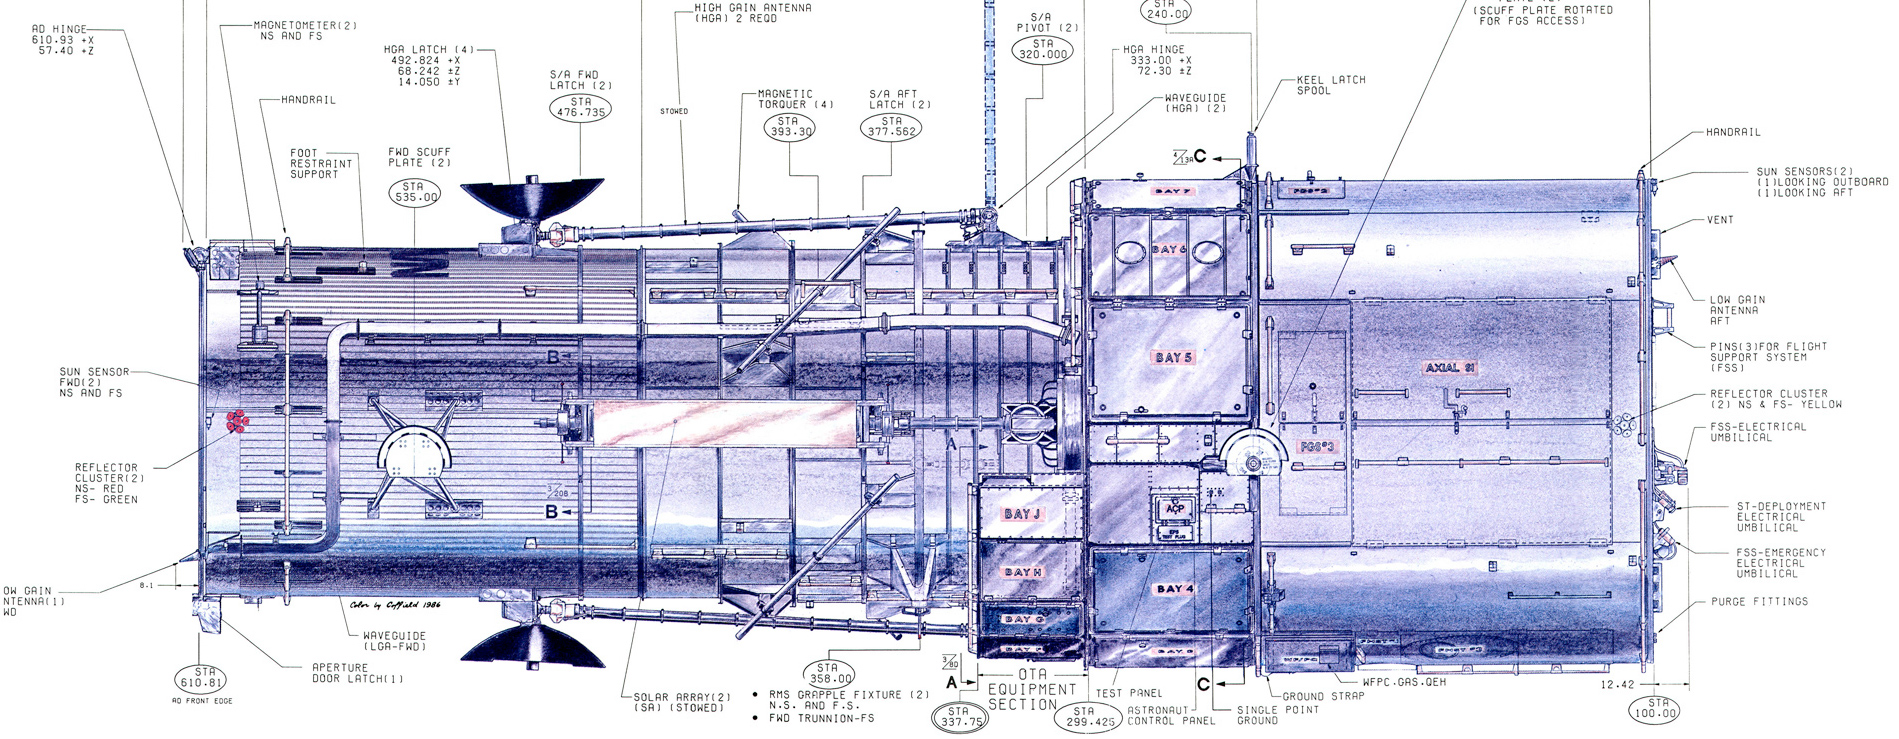 AD HINGE
610.93 +X
57.40 +Z
MAGNETOMETER(2)
NS AND FS
HANDRAIL
FOOT
RESTRAINT
SUPPORT
HGA LATCH (4)
492.824 +X
68.242 ±Z
14.050 ±Y
FWD SCUFF
PLATE (2)
STA
535.00
S/A FWD
LATCH (2)
STA
476.735
HIGH GAIN ANTENNA
(HGA) 2 REQD
STOWED
MAGNETIC
TORQUER (4)
STA
393.30
S/A AFT
LATCH (2)
STA
377.562
S/A
PIVOT (2)
STA
320.000
HGA HINGE
333.00 +X
72.30 ±Z
WAVEGUIDE
(HGA) (2)
STA
240.00
KEEL LATCH
SPOOL
(SCUFF PLATE ROTATED
FOR FGS ACCESS)
HANDRAIL
SUN SENSORS(2)
(1)LOOKING OUTBOARD
(1)LOOKING AFT
VENT
LOW GAIN
ANTENNA
AFT
PINS(3)FOR FLIGHT
SUPPORT SYSTEM
(FSS)
REFLECTOR CLUSTER
(2) NS & FS- YELLOW
FSS-ELECTRICAL
UMBILICAL
ST-DEPLOYMENT
ELECTRICAL
UMBILICAL
FSS-EMERGENCY
ELECTRICAL
UMBILICAL
PURGE FITTINGS
12.42
STA
100.00
WFPC.GAS.QEH
GROUND STRAP
C
C
BAY 7
BAY 6
BAY 5
BAY 4
ACP
TEST PLUG
AXIAL SI
FGS#3
FGS#2
BAY J
BAY H
BAY G
BAY F
A
A
B
B
3/20B
3/8D
4/13A
SUN SENSOR
FWD(2)
NS AND FS
REFLECTOR
CLUSTER(2)
NS- RED
FS- GREEN
OW GAIN
NTENNA(1)
WD
8.1
STA
610.81
AD FRONT EDGE
APERTURE
DOOR LATCH(1)
WAVEGUIDE
(LGA-FWD)
Color by Coffield 1986
SOLAR ARRAY(2)
(SA) (STOWED)
STA
358.00
• RMS GRAPPLE FIXTURE (2)
N.S. AND F.S.
• FWD TRUNNION-FS
STA
337.75
OTA
EQUIPMENT
SECTION
STA
299.425
TEST PANEL
ASTRONAUT
CONTROL PANEL
SINGLE POINT
GROUND